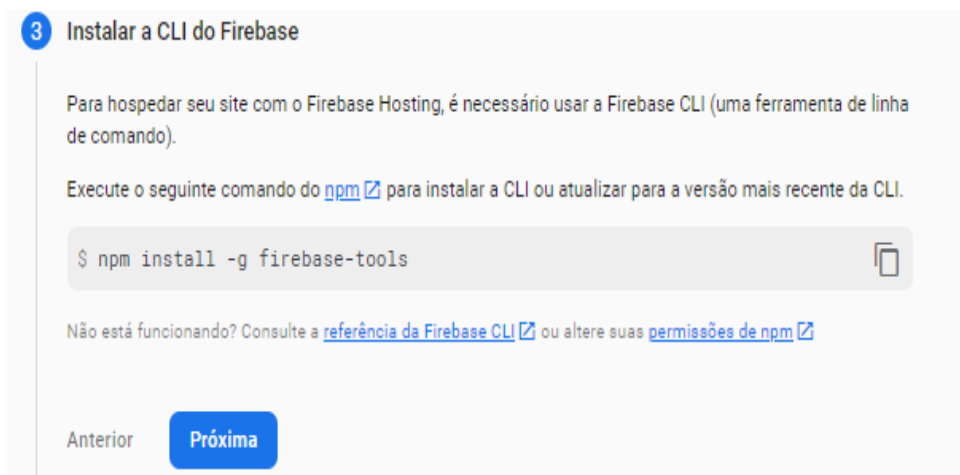 3 Instalar a CLI do Firebase
Para hospedar seu site com o Firebase Hosting, é necessário usar a Firebase CLI (uma ferramenta de linha
de comando).
Execute o seguinte comando do npm para instalar a CLI ou atualizar para a versão mais recente da CLI.
$ npm install -g firebase-tools
Não está funcionando? Consulte a referência da Firebase CLI ou altere suas permissões de npm
Anterior Próxima